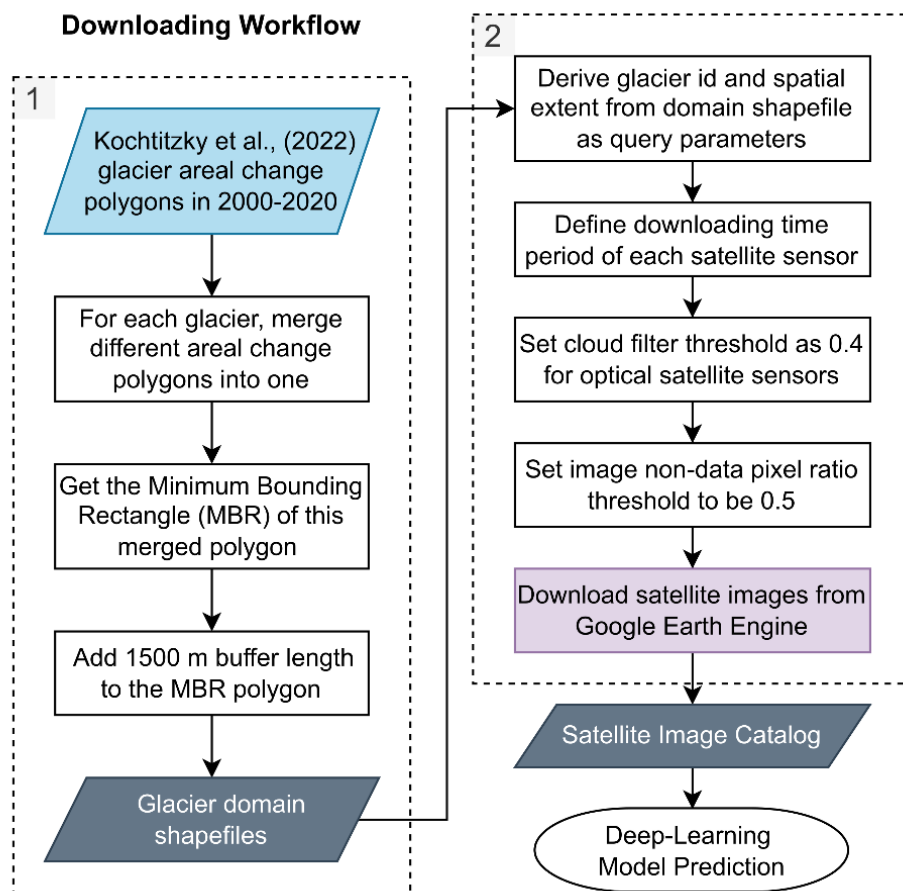 Downloading Workflow
1
Kochtitzky et al., (2022)
glacier areal change
polygons in 2000-2020
For each glacier, merge
different areal change
polygons into one
Get the Minimum Bounding
Rectangle (MBR) of this
merged polygon
Add 1500 m buffer length
to the MBR polygon
Glacier domain
shapefiles
2
Derive glacier id and spatial
extent from domain shapefile
as query parameters
Define downloading time
period of each satellite sensor
Set cloud filter threshold as 0.4
for optical satellite sensors
Set image non-data pixel ratio
threshold to be 0.5
Download satellite images from
Google Earth Engine
Satellite Image Catalog
Deep-Learning
Model Prediction